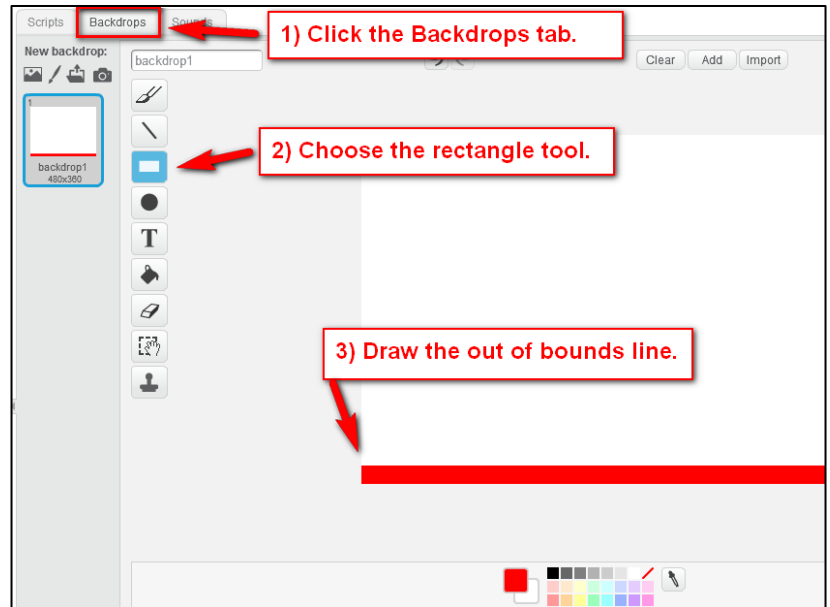 Scripts Backdrops Sounds
1) Click the Backdrops tab.
New backdrop:
backdrop1
Clear Add Import
1
2) Choose the rectangle tool.
backdrop1
480x360
T
3) Draw the out of bounds line.